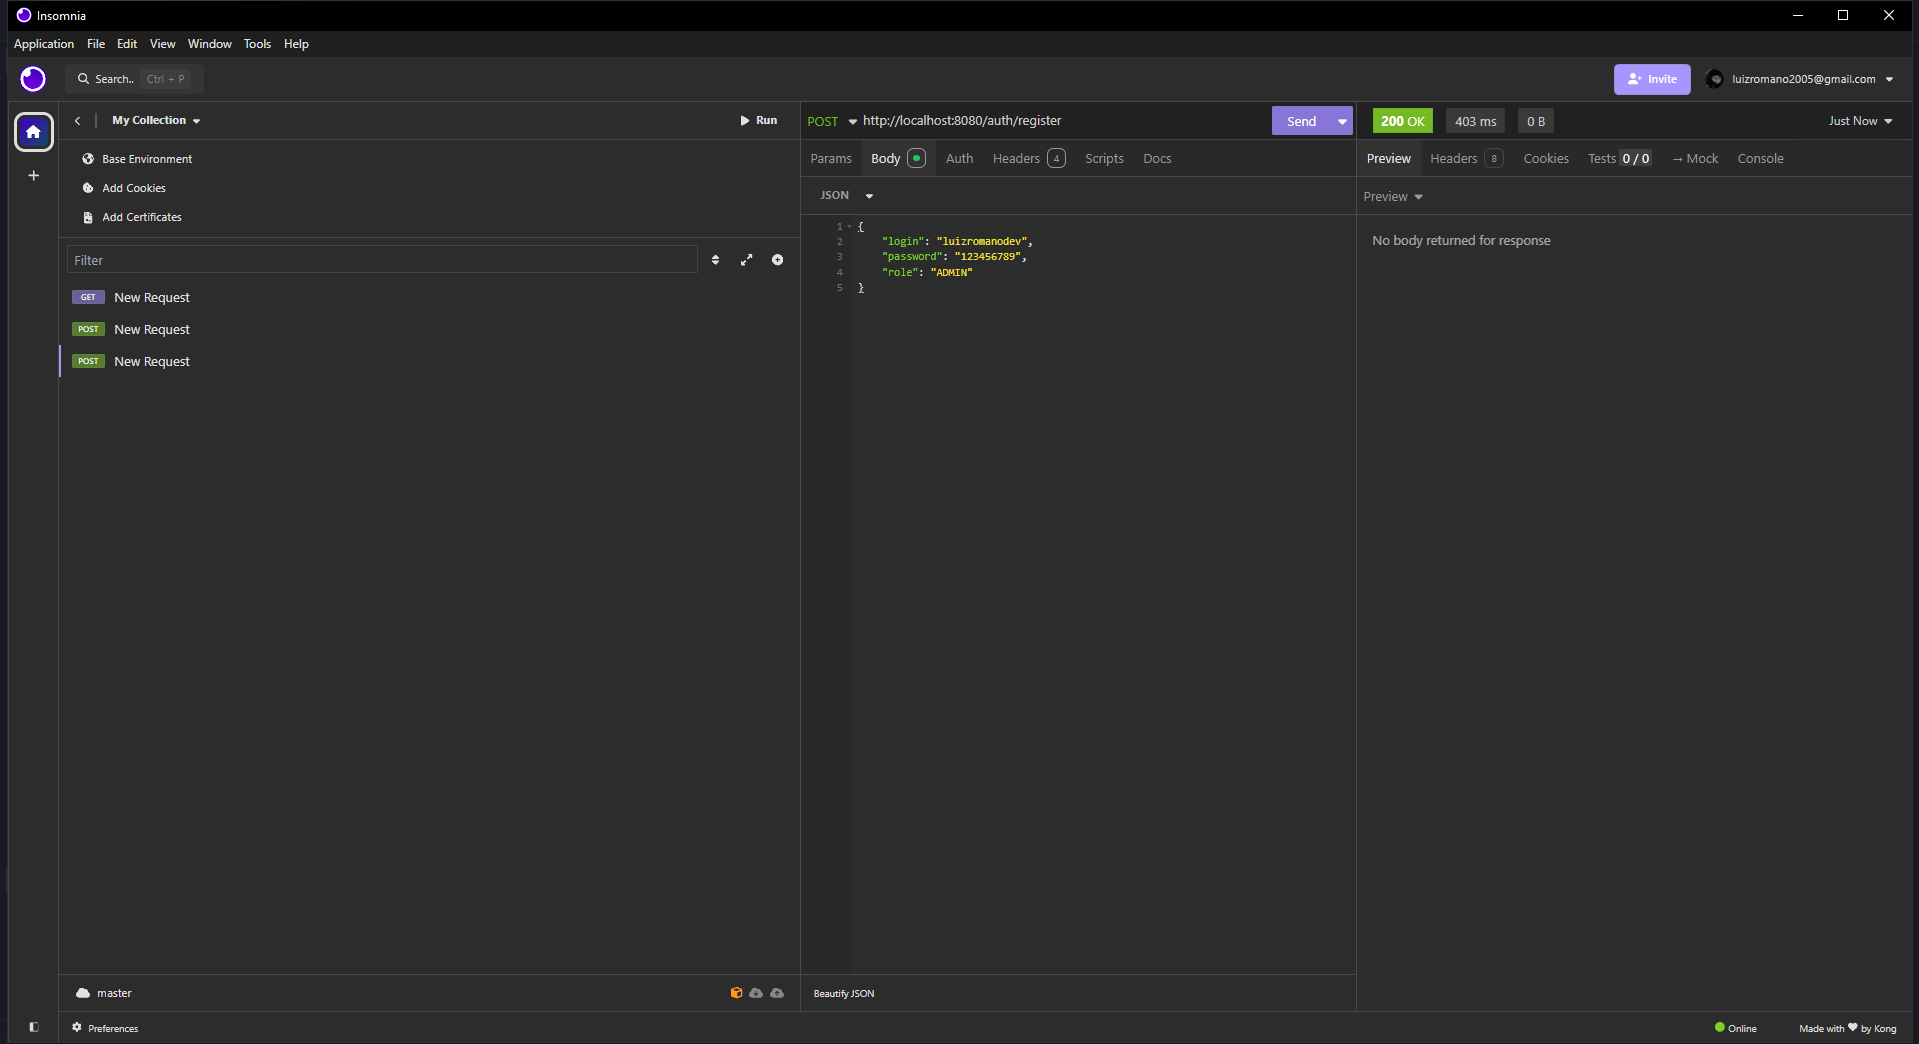 Insomnia
Application File Edit View Window Tools Help
Search.. Ctrl + P
Invite
luizromano2005@gmail.com
My Collection
Run
POST http://localhost:8080/auth/register
Send
200 OK
403 ms
0 B
Just Now
Base Environment
Add Cookies
Add Certificates
Params Body Auth Headers 4 Scripts Docs
Preview Headers 8 Cookies Tests 0 / 0 → Mock Console
JSON
Preview
Filter
GET New Request
POST New Request
POST New Request
1 {
2 "login": "luizromanodev",
3 "password": "123456789",
4 "role": "ADMIN"
5 }
No body returned for response
master
Beautify JSON
Preferences
Online
Made with ♥ by Kong